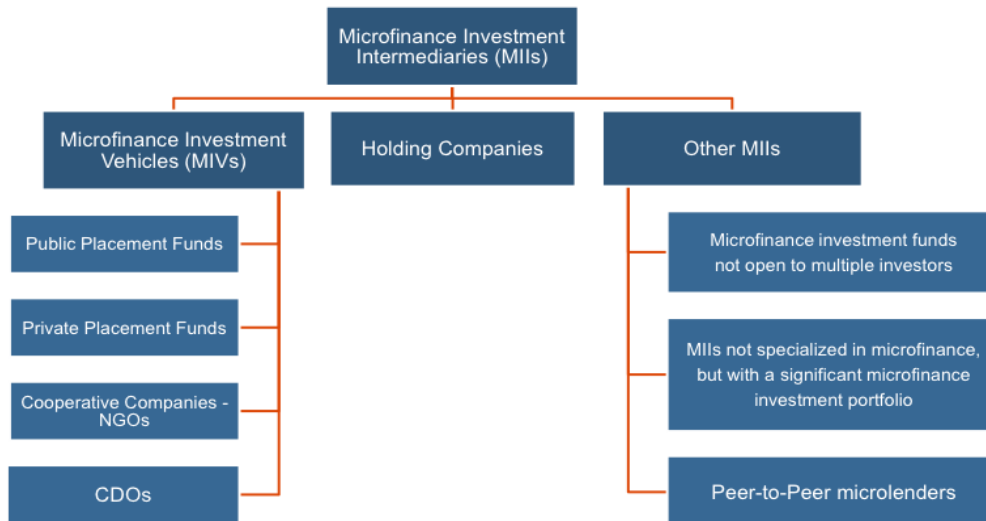 Microfinance Investment
Intermediaries (MIIs)
Microfinance Investment
Vehicles (MIVs)
Holding Companies
Other MIIs
Public Placement Funds
Private Placement Funds
Cooperative Companies -
NGOs
CDOs
Microfinance investment funds
not open to multiple investors
MIIs not specialized in microfinance,
but with a significant microfinance
investment portfolio
Peer-to-Peer microlenders